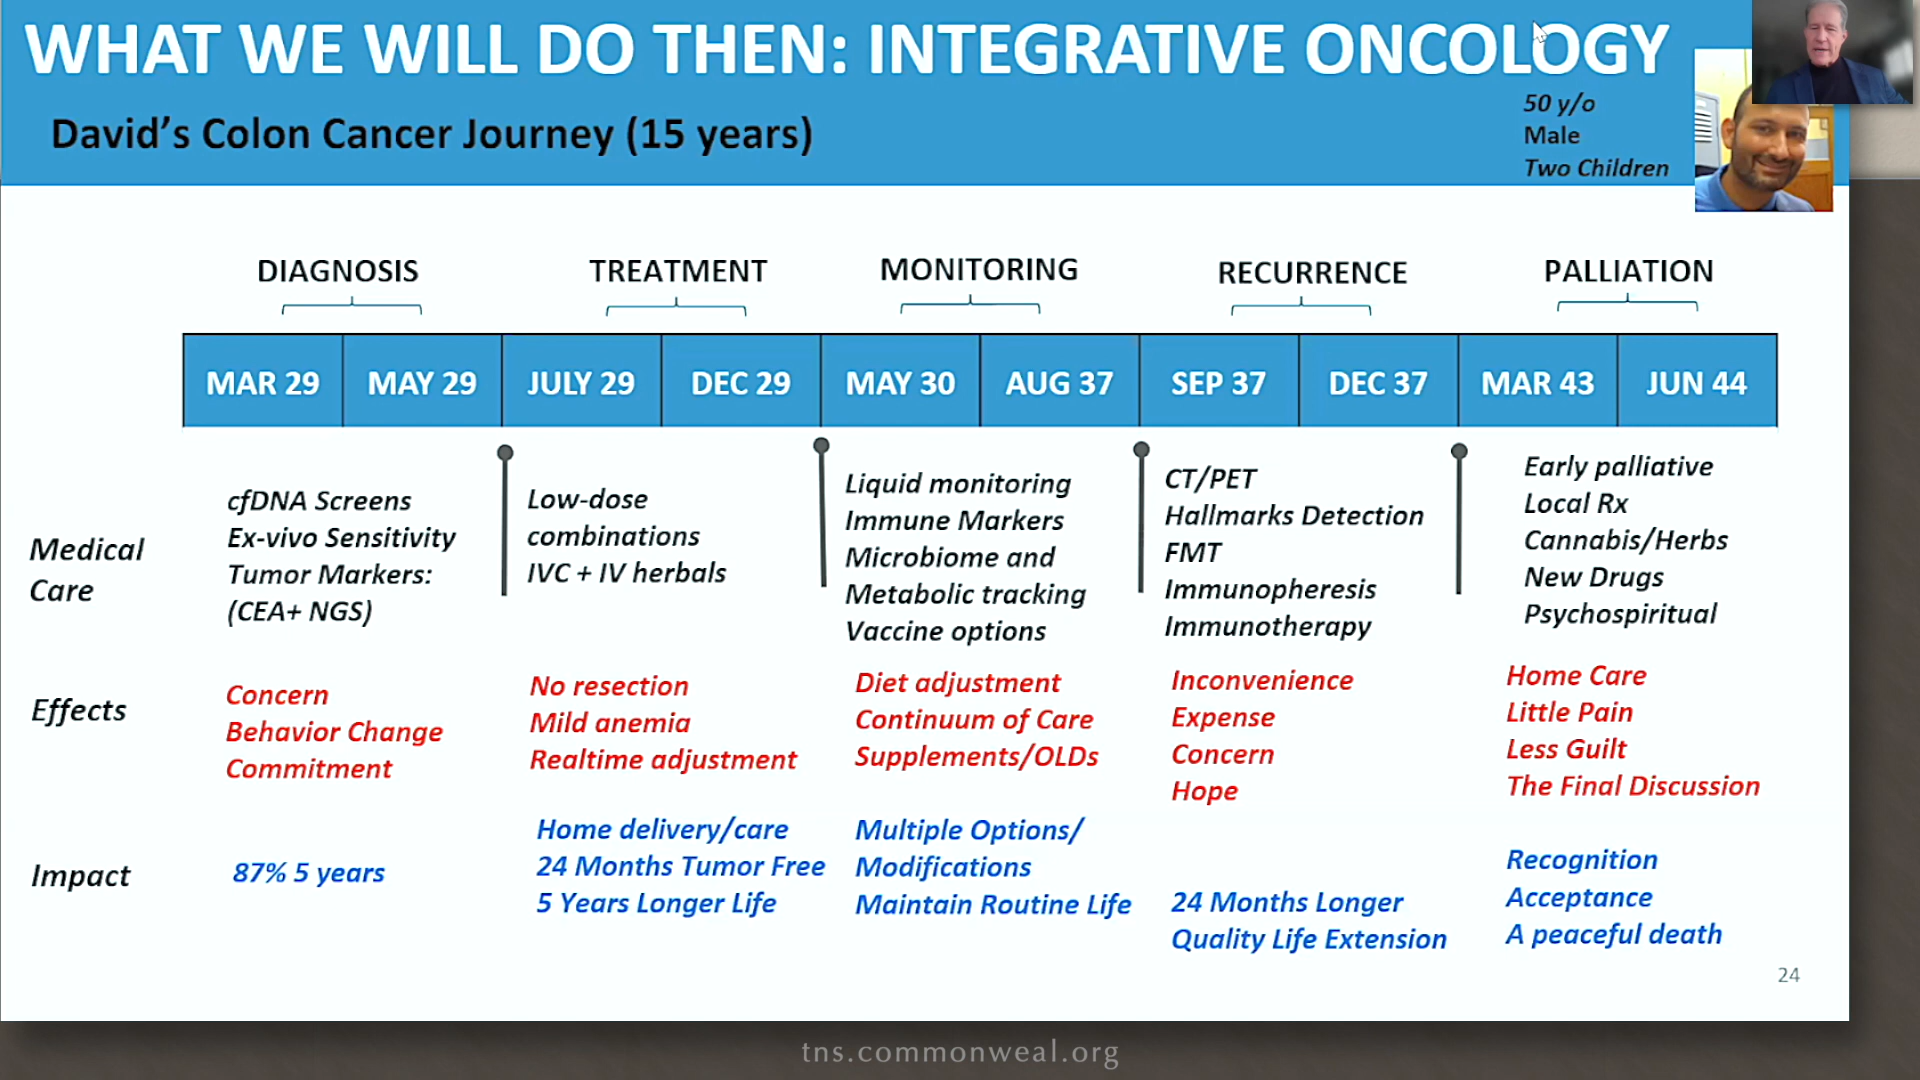 WHAT WE WILL DO THEN: INTEGRATIVE ONCOLOGY
David's Colon Cancer Journey (15 years)
50 y/o
Male
Two Children
DIAGNOSIS
TREATMENT
MONITORING
RECURRENCE
PALLIATION
MAR 29
MAY 29
JULY 29
DEC 29
MAY 30
AUG 37
SEP 37
DEC 37
MAR 43
JUN 44
Medical
Care
cfDNA Screens
Ex-vivo Sensitivity
Tumor Markers:
(CEA+ NGS)
Low-dose
combinations
IVC + IV herbals
Liquid monitoring
Immune Markers
Microbiome and
Metabolic tracking
Vaccine options
CT/PET
Hallmarks Detection
FMT
Immunopheresis
Immunotherapy
Early palliative
Local Rx
Cannabis/Herbs
New Drugs
Psychospiritual
Effects
Concern
Behavior Change
Commitment
No resection
Mild anemia
Realtime adjustment
Diet adjustment
Continuum of Care
Supplements/OLDs
Inconvenience
Expense
Concern
Hope
Home Care
Little Pain
Less Guilt
The Final Discussion
Impact
87% 5 years
Home delivery/care
24 Months Tumor Free
5 Years Longer Life
Multiple Options/
Modifications
Maintain Routine Life
24 Months Longer
Quality Life Extension
Recognition
Acceptance
A peaceful death
24
tns.commonweal.org